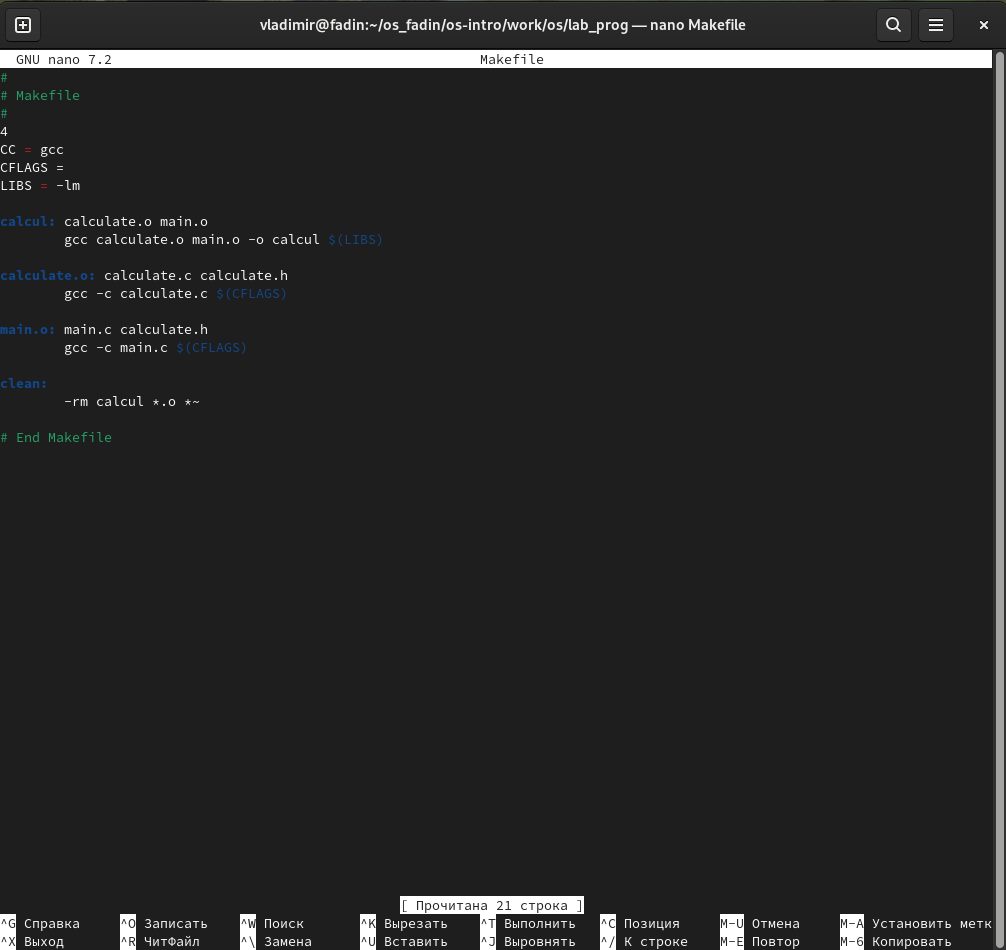 vladimir@fadin:~/os_fadin/os-intro/work/os/lab_prog — nano Makefile
GNU nano 7.2 Makefile
#
# Makefile
#
4
CC = gcc
CFLAGS =
LIBS = -lm
calcul: calculate.o main.o
gcc calculate.o main.o -o calcul $(LIBS)
calculate.o: calculate.c calculate.h
gcc -c calculate.c $(CFLAGS)
main.o: main.c calculate.h
gcc -c main.c $(CFLAGS)
clean:
-rm calcul *.o *~
# End Makefile
[ Прочитана 21 строка ]
^G Справка ^O Записать ^W Поиск ^K Вырезать ^T Выполнить ^C Позиция M-U Отмена M-A Установить метк
^X Выход ^R ЧитФайл ^\ Замена ^U Вставить ^J Выровнять ^/ К строке M-E Повтор M-6 Копировать